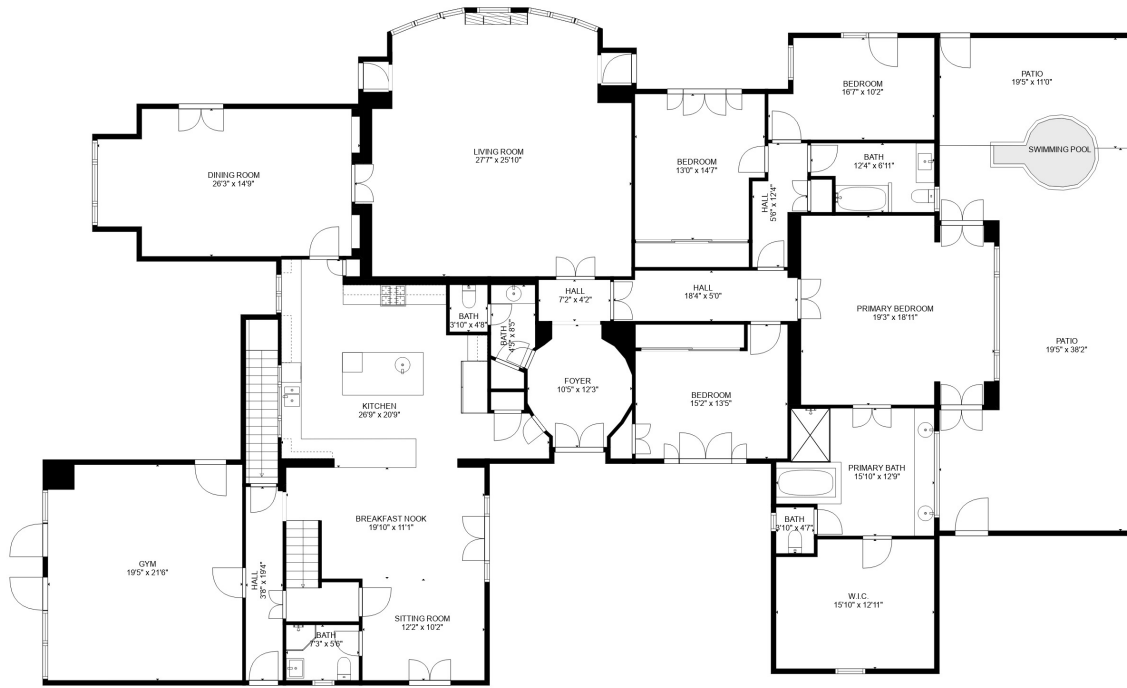 LIVING ROOM
27'7" x 25'10"
DINING ROOM
26'3" x 14'9"
BEDROOM
16'7" x 10'2"
PATIO
19'5" x 11'0"
SWIMMING POOL
BEDROOM
13'0" x 14'7"
BATH
12'4" x 6'11"
HALL
5'6" x 12'4"
HALL
7'2" x 4'2"
HALL
18'4" x 5'0"
PRIMARY BEDROOM
19'3" x 18'11"
PATIO
19'5" x 38'2"
BATH
3'10" x 4'8"
BATH
4'5" x 8'5"
FOYER
10'5" x 12'3"
KITCHEN
26'9" x 20'9"
BEDROOM
15'2" x 13'5"
PRIMARY BATH
15'10" x 12'9"
BATH
3'10" x 4'7"
BREAKFAST NOOK
19'10" x 11'1"
GYM
19'5" x 21'6"
HALL
3'8" x 19'4"
W.I.C.
15'10" x 12'11"
SITTING ROOM
12'2" x 10'2"
BATH
7'3" x 5'6"